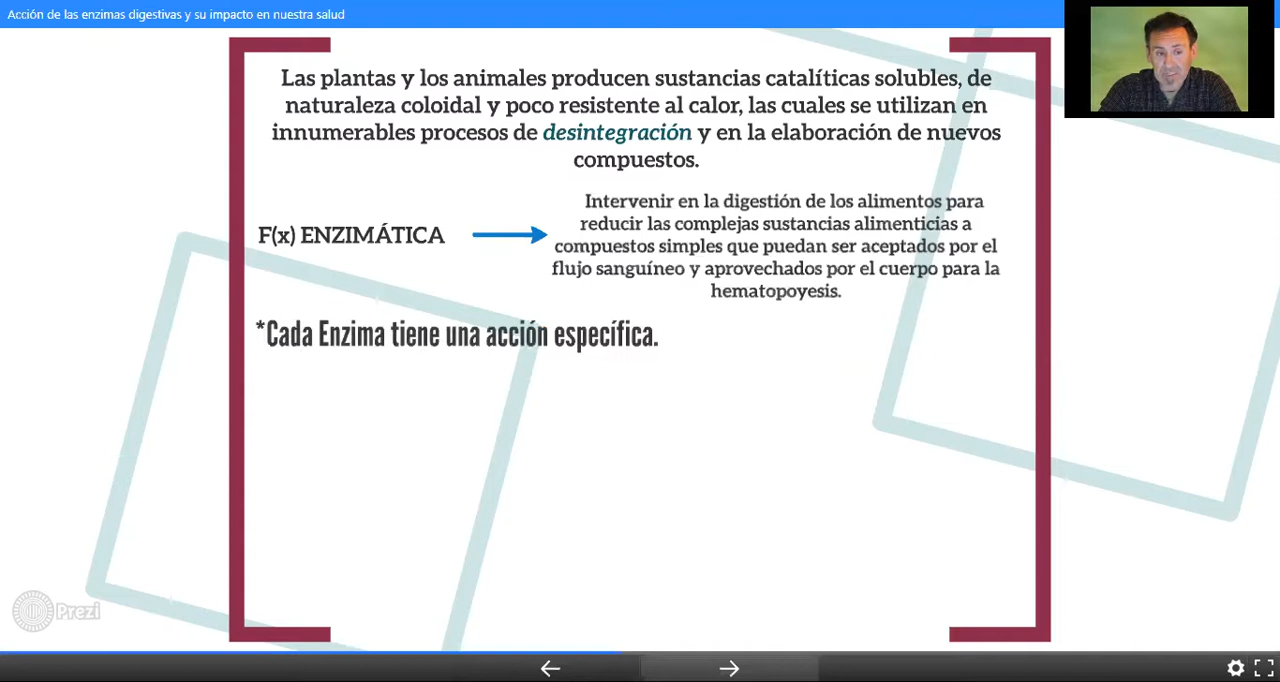 Acción de las enzimas digestivas y su impacto en nuestra salud
Las plantas y los animales producen sustancias catalíticas solubles, de
naturaleza coloidal y poco resistente al calor, las cuales se utilizan en
innumerables procesos de desintegración y en la elaboración de nuevos
compuestos.
F(x) ENZIMÁTICA
Intervenir en la digestión de los alimentos para
reducir las complejas sustancias alimenticias a
compuestos simples que puedan ser aceptados por el
flujo sanguíneo y aprovechados por el cuerpo para la
hematopoyesis.
*Cada Enzima tiene una acción específica.
Prezi